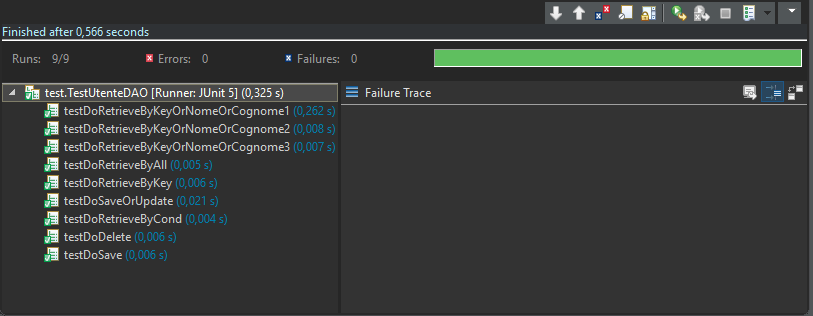 Finished after 0,566 seconds
Runs: 9/9 Errors: 0 Failures: 0
test.TestUtenteDAO [Runner: JUnit 5] (0,325 s)
Failure Trace
testDoRetrieveByKeyOrNomeOrCognome1 (0,262 s)
testDoRetrieveByKeyOrNomeOrCognome2 (0,008 s)
testDoRetrieveByKeyOrNomeOrCognome3 (0,007 s)
testDoRetrieveByAll (0,005 s)
testDoRetrieveByKey (0,006 s)
testDoSaveOrUpdate (0,021 s)
testDoRetrieveByCond (0,004 s)
testDoDelete (0,006 s)
testDoSave (0,006 s)